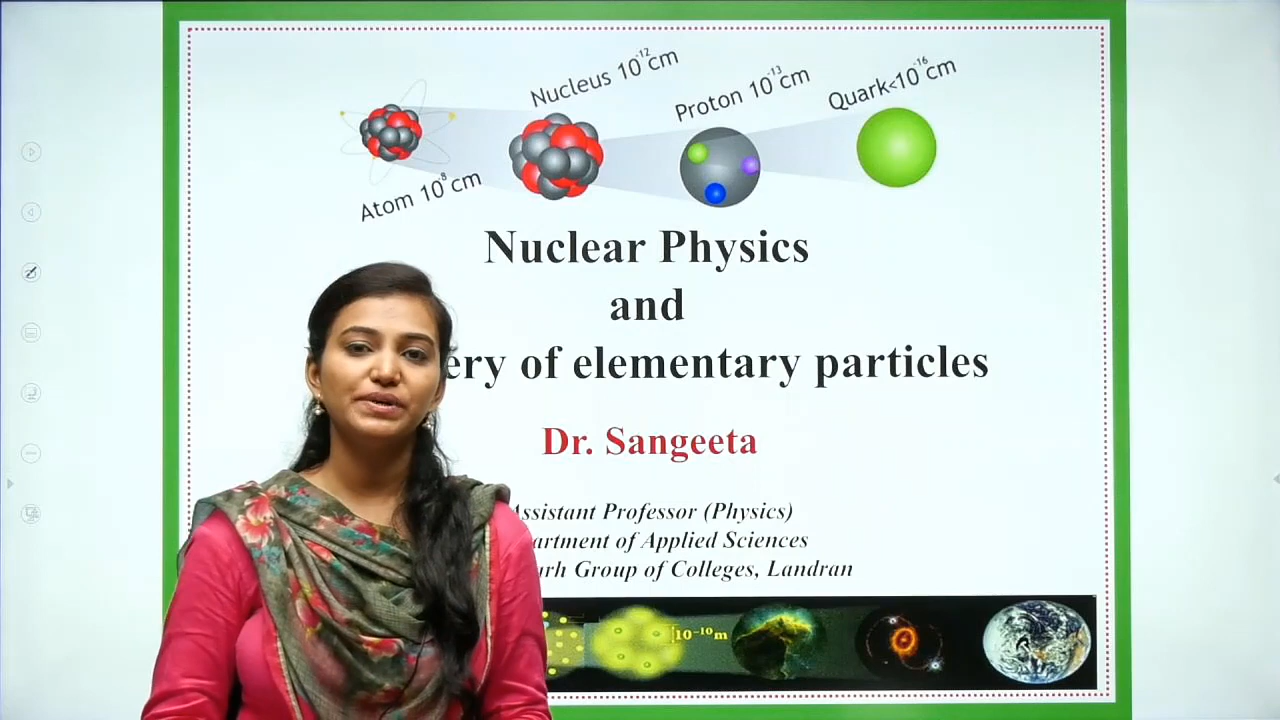 Nucleus 10⁻¹²cm
Proton 10⁻¹³cm
Quark<10⁻¹⁶cm
Atom 10⁻⁸cm
Nuclear Physics
and
ery of elementary particles
Dr. Sangeeta
Assistant Professor (Physics)
artment of Applied Sciences
urh Group of Colleges, Landran
10⁻¹⁰m